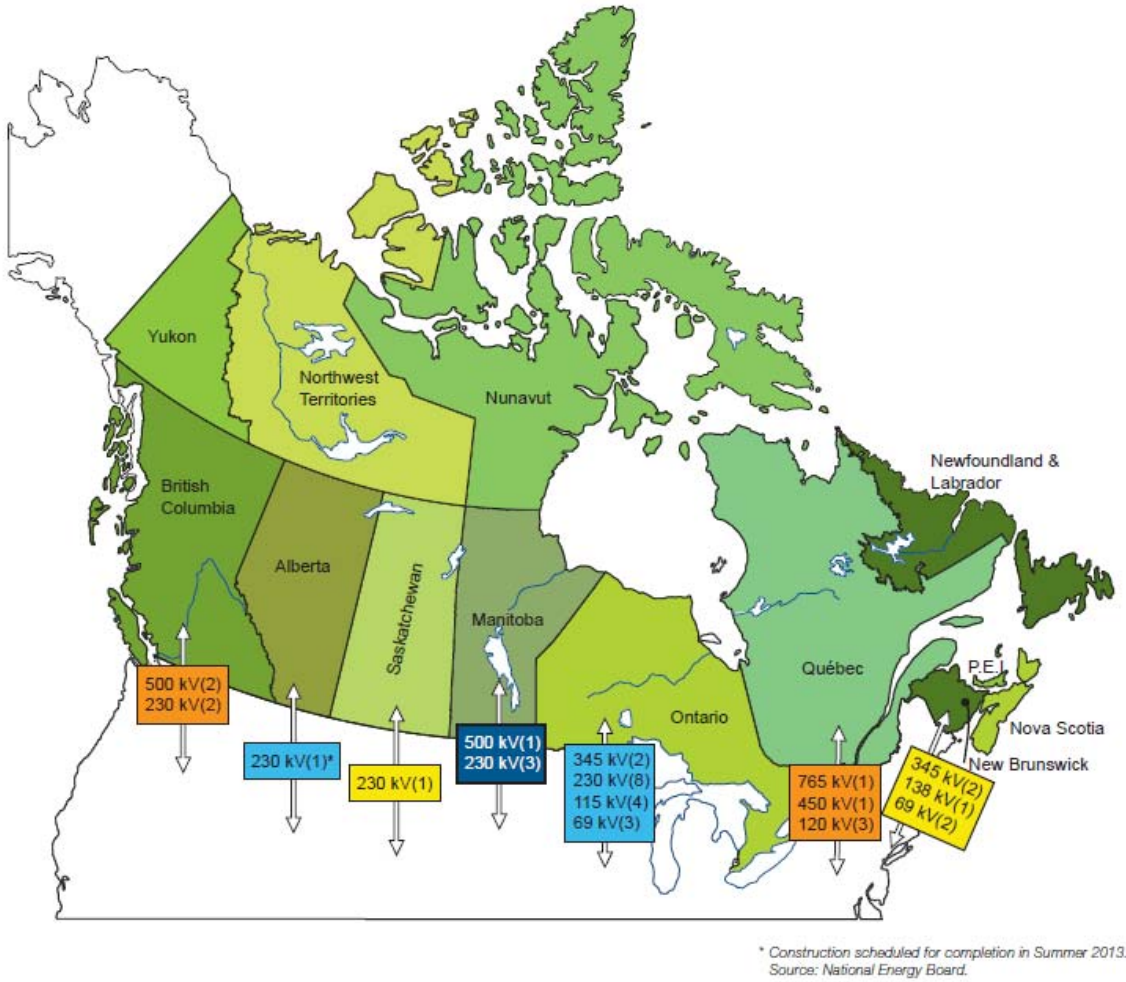 Yukon
Northwest
Territories
Nunavut
Newfoundland &
Labrador
British
Columbia
Alberta
Saskatchewan
Manitoba
Québec
P.E.I.
Ontario
Nova Scotia
New Brunswick
500 kV(2)
230 kV(2)
230 kV(1)*
230 kV(1)
500 kV(1)
230 kV(3)
345 kV(2)
230 kV(8)
115 kV(4)
69 kV(3)
765 kV(1)
450 kV(1)
120 kV(3)
345 kV(2)
138 kV(1)
69 kV(2)
* Construction scheduled for completion in Summer 2013.
Source: National Energy Board.